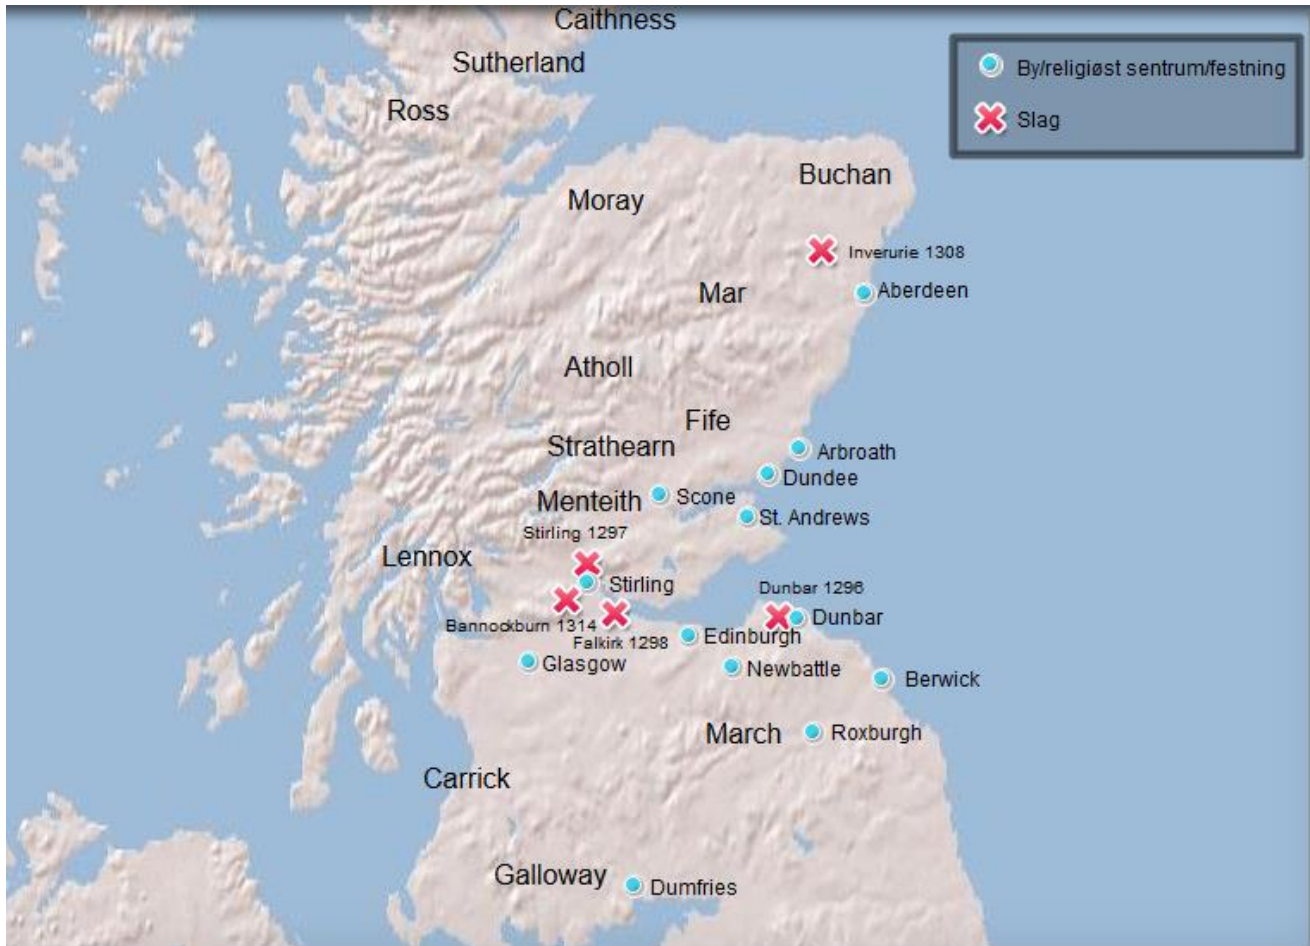 Caithness
Sutherland
By/religiøst sentrum/festning
Ross
Slag
Buchan
Moray
Inverurie 1308
Mar
Aberdeen
Atholl
Fife
Strathearn
Arbroath
Dundee
Menteith
Scone
St. Andrews
Stirling 1297
Lennox
Stirling
Dunbar 1296
Dunbar
Bannockburn 1314
Edinburgh
Falkirk 1298
Glasgow
Newbattle
Berwick
March
Roxburgh
Carrick
Galloway
Dumfries